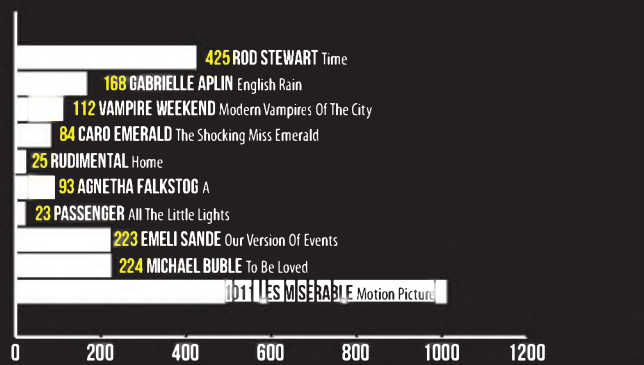 425 ROD STEWART Time
168 GABRIELLE APLIN English Rain
112 VAMPIRE WEEKEND Modern Vampires Of The City
84 CARO EMERALD The Shocking Miss Emerald
25 RUDIMENTAL Home
93 AGNETHA FALKSTOG A
23 PASSENGER All The Little Lights
223 EMELI SANDE Our Version Of Events
224 MICHAEL BUBLE To Be Loved
1011 LES MISERABLE Motion Picture
0 200 400 600 800 1000 1200